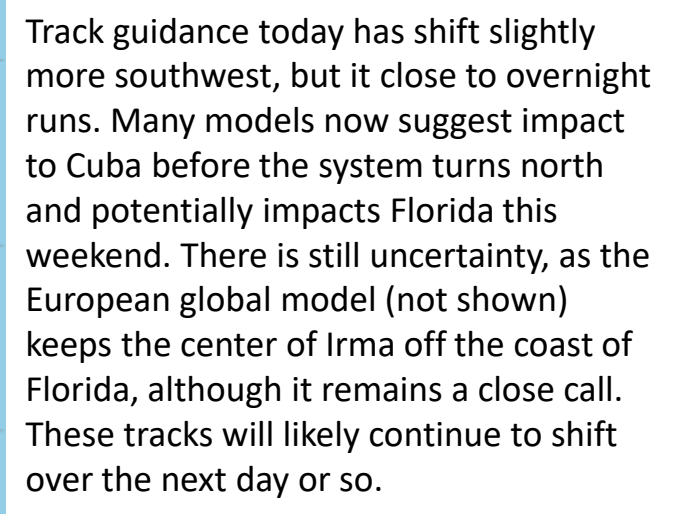 Track guidance today has shift slightly
more southwest, but it close to overnight
runs. Many models now suggest impact
to Cuba before the system turns north
and potentially impacts Florida this
weekend. There is still uncertainty, as the
European global model (not shown)
keeps the center of Irma off the coast of
Florida, although it remains a close call.
These tracks will likely continue to shift
over the next day or so.